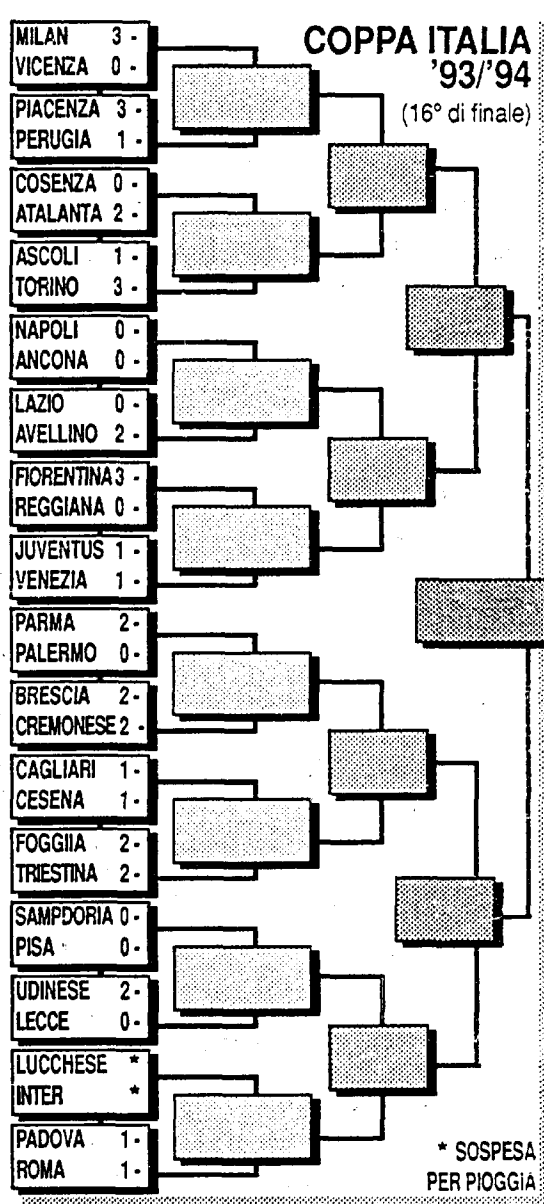 COPPA ITALIA
'93/'94
(16° di finale)
MILAN 3 -
VICENZA 0 -
PIACENZA 3 -
PERUGIA 1 -
COSENZA 0 -
ATALANTA 2 -
ASCOLI 1 -
TORINO 3 -
NAPOLI 0 -
ANCONA 0 -
LAZIO 0 -
AVELLINO 2 -
FIORENTINA 3 -
REGGIANA 0 -
JUVENTUS 1 -
VENEZIA 1 -
PARMA 2 -
PALERMO 0 -
BRESCIA 2 -
CREMONESE 2 -
CAGLIARI 1 -
CESENA 1 -
FOGGIIA 2 -
TRIESTINA 2 -
SAMPDORIA 0 -
PISA 0 -
UDINESE 2 -
LECCE 0 -
LUCCHESE *
INTER *
PADOVA 1 -
ROMA 1 -
* SOSPESA
PER PIOGGIA